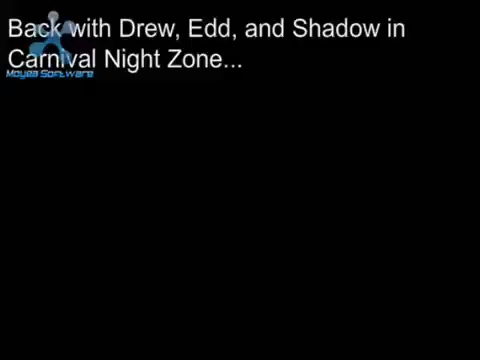 Back with Drew, Edd, and Shadow in
Carnival Night Zone...
Moyea Software